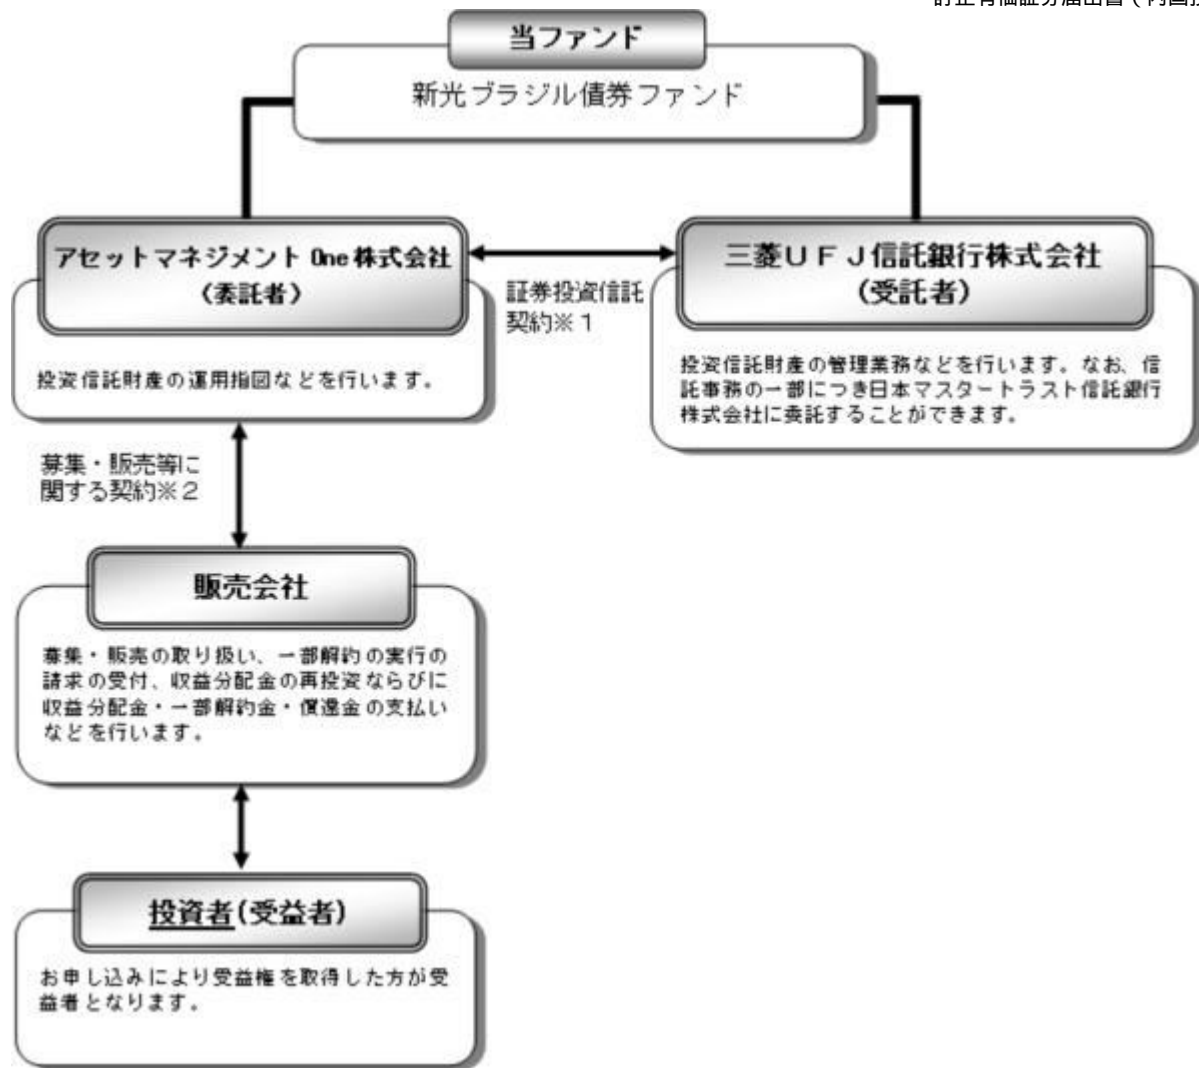 当ファンド
新光ブラジル債券ファンド
アセットマネジメントOne株式会社
(委託者)
投資信託財産の運用指図などを行います。
証券投資信託
契約※1
三菱UFJ信託銀行株式会社
(受託者)
投資信託財産の管理業務などを行います。なお、信
託事務の一部につき日本マスタートラスト信託銀行
株式会社に委託することができます。
募集・販売等に
関する契約※2
販売会社
募集・販売の取り扱い、一部解約の実行の
請求の受付、収益分配金の再投資ならびに
収益分配金・一部解約金・償還金の支払い
などを行います。
投資者(受益者)
お申し込みにより受益権を取得した方が受
益者となります。